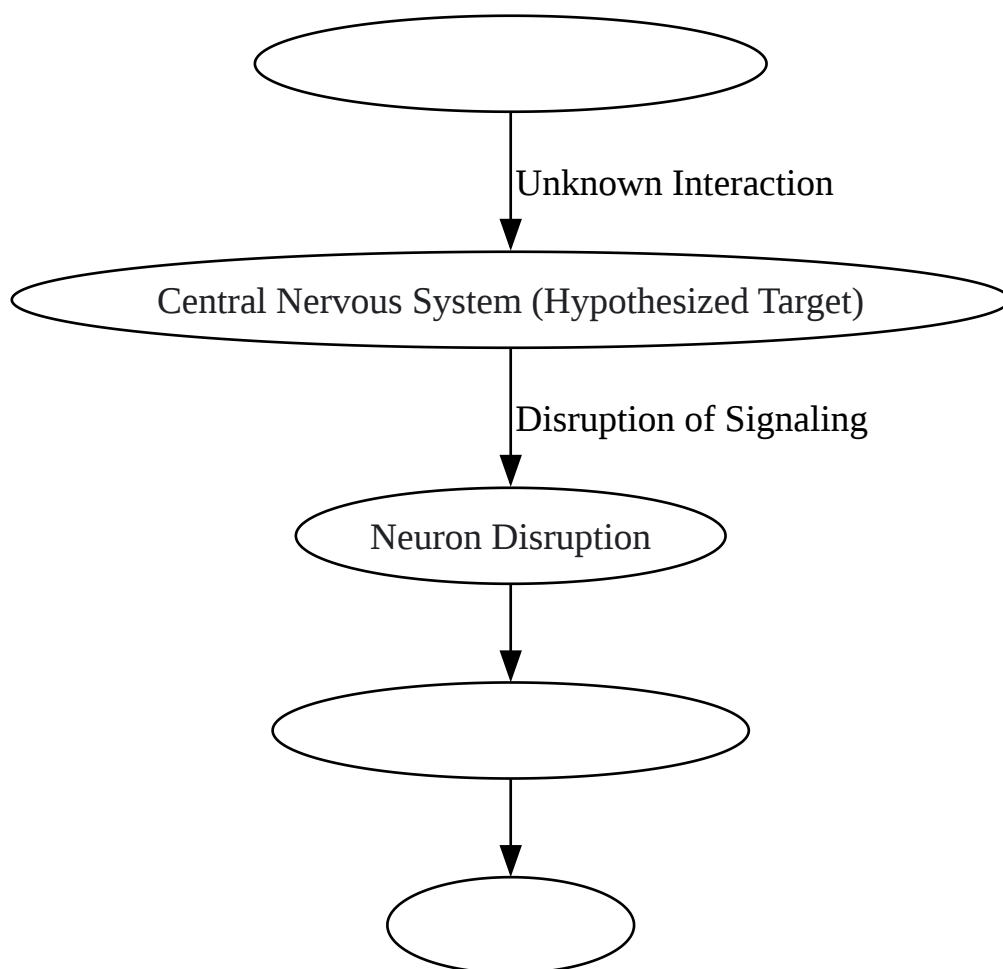 Unknown Interaction
Central Nervous System (Hypothesized Target)
Disruption of Signaling
Neuron Disruption